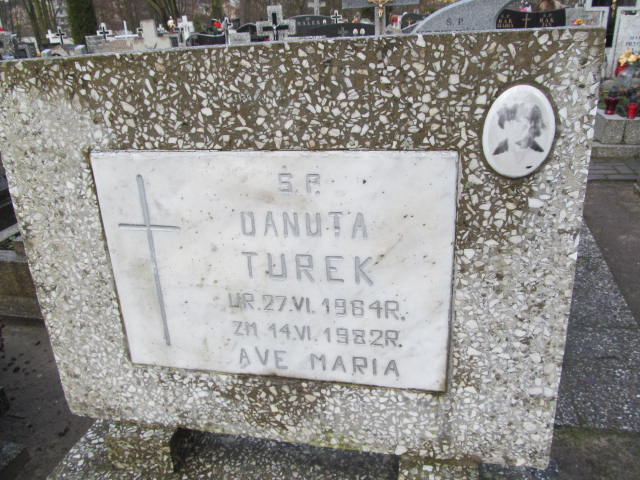 Ś.P.
DANUTA
TUREK
UR. 27.VI. 1964R.
ZM 14.VI. 1982R.
AVE MARIA
Ś.P.